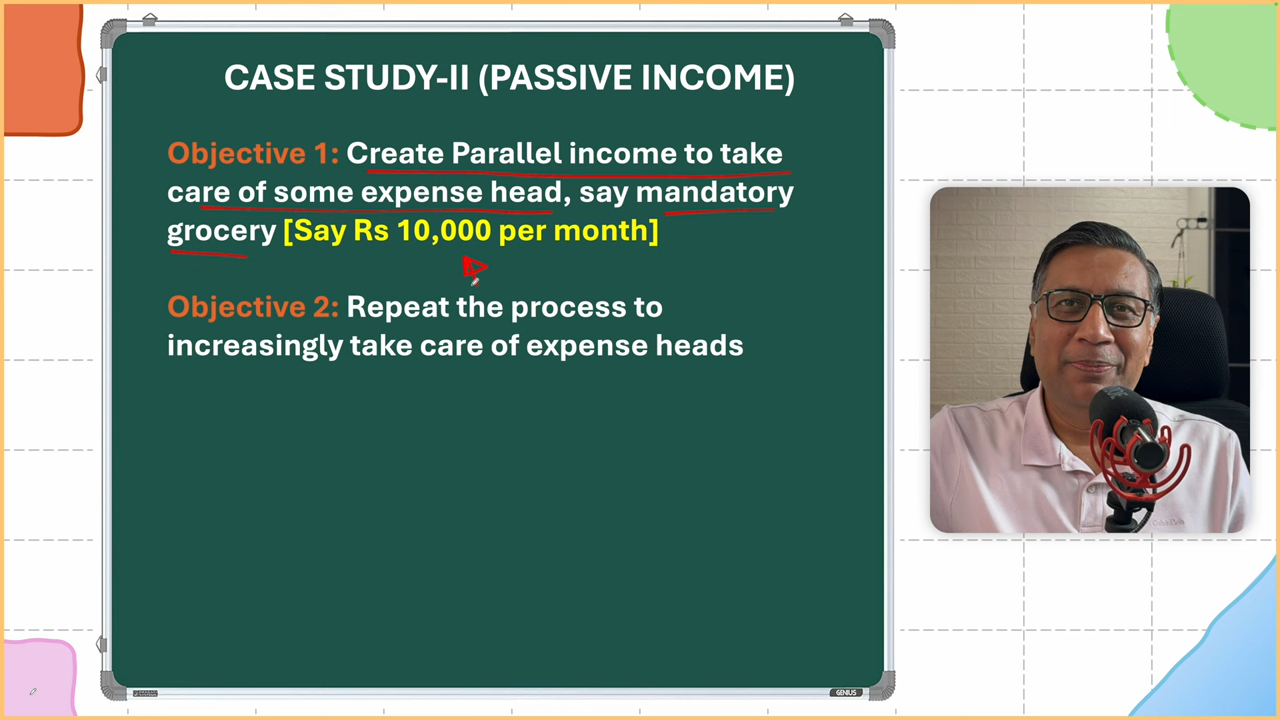 CASE STUDY-II (PASSIVE INCOME)
Objective 1: Create Parallel income to take
care of some expense head, say mandatory
grocery [Say Rs 10,000 per month]
Objective 2: Repeat the process to
increasingly take care of expense heads
GENIUS